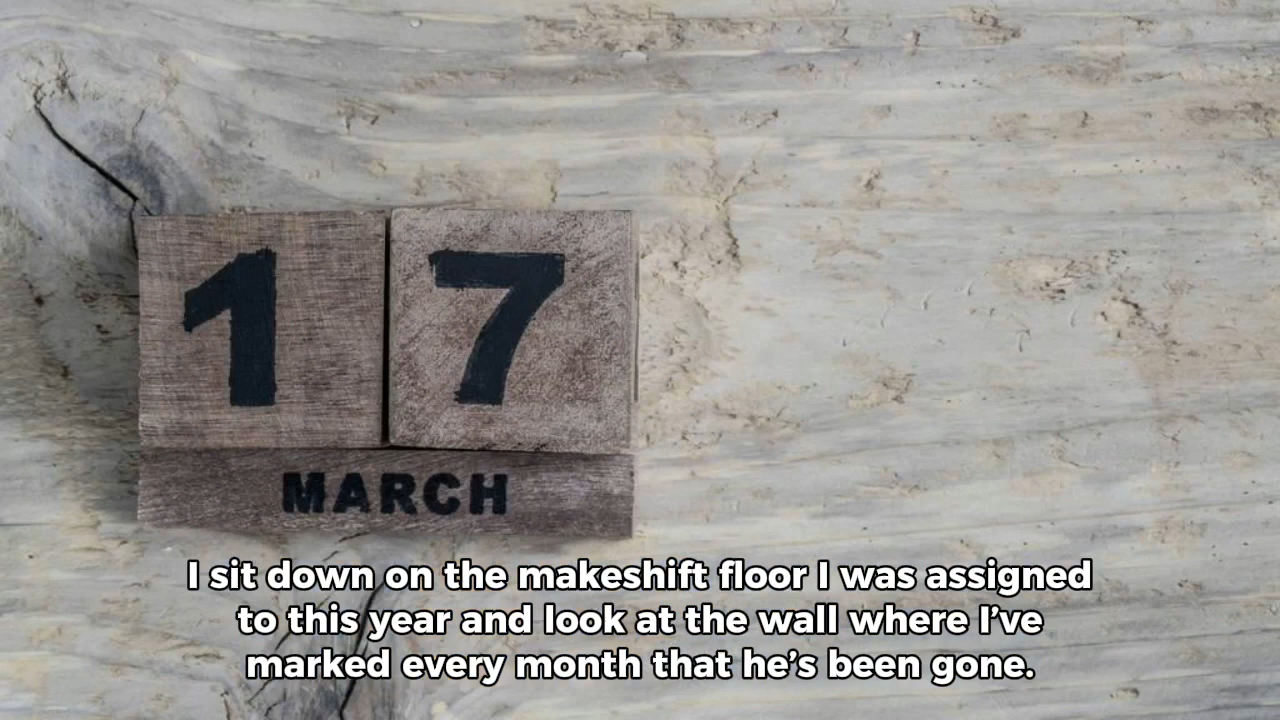 17
MARCH
I sit down on the makeshift floor I was assigned
to this year and look at the wall where I’ve
marked every month that he’s been gone.